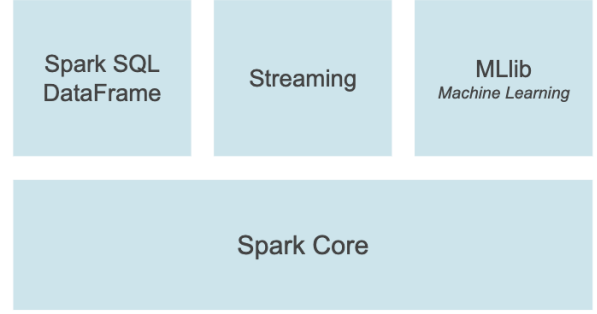 Spark SQL
DataFrame
Streaming
MLlib
Machine Learning
Spark Core